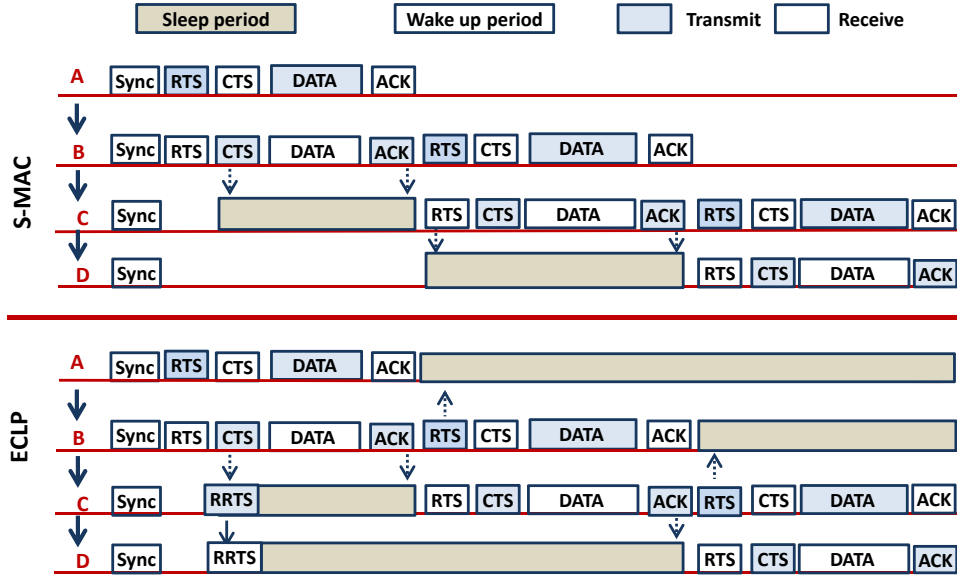 Sleep period Wake up period Transmit Receive
S-MAC
A Sync RTS CTS DATA ACK
B Sync RTS CTS DATA ACK RTS CTS DATA ACK
C Sync RTS CTS DATA ACK RTS CTS DATA ACK
D Sync RTS CTS DATA ACK
ECLP
A Sync RTS CTS DATA ACK
B Sync RTS CTS DATA ACK RTS CTS DATA ACK
C Sync RRTS RTS CTS DATA ACK RTS CTS DATA ACK
D Sync RRTS RTS CTS DATA ACK